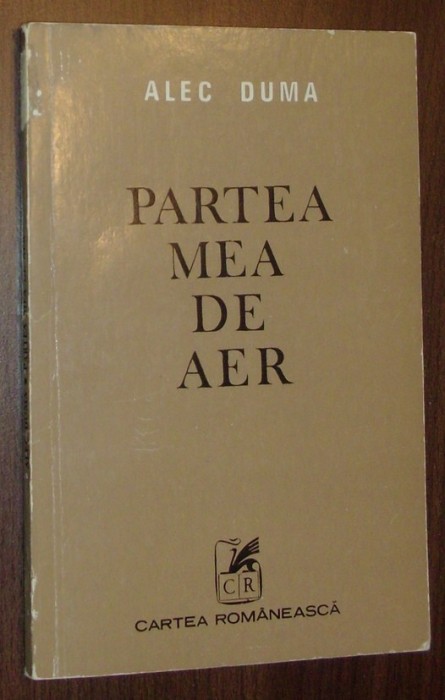 ALEC DUMA
PARTEA
MEA
DE
AER
CR
CARTEA ROMÂNEASCĂ